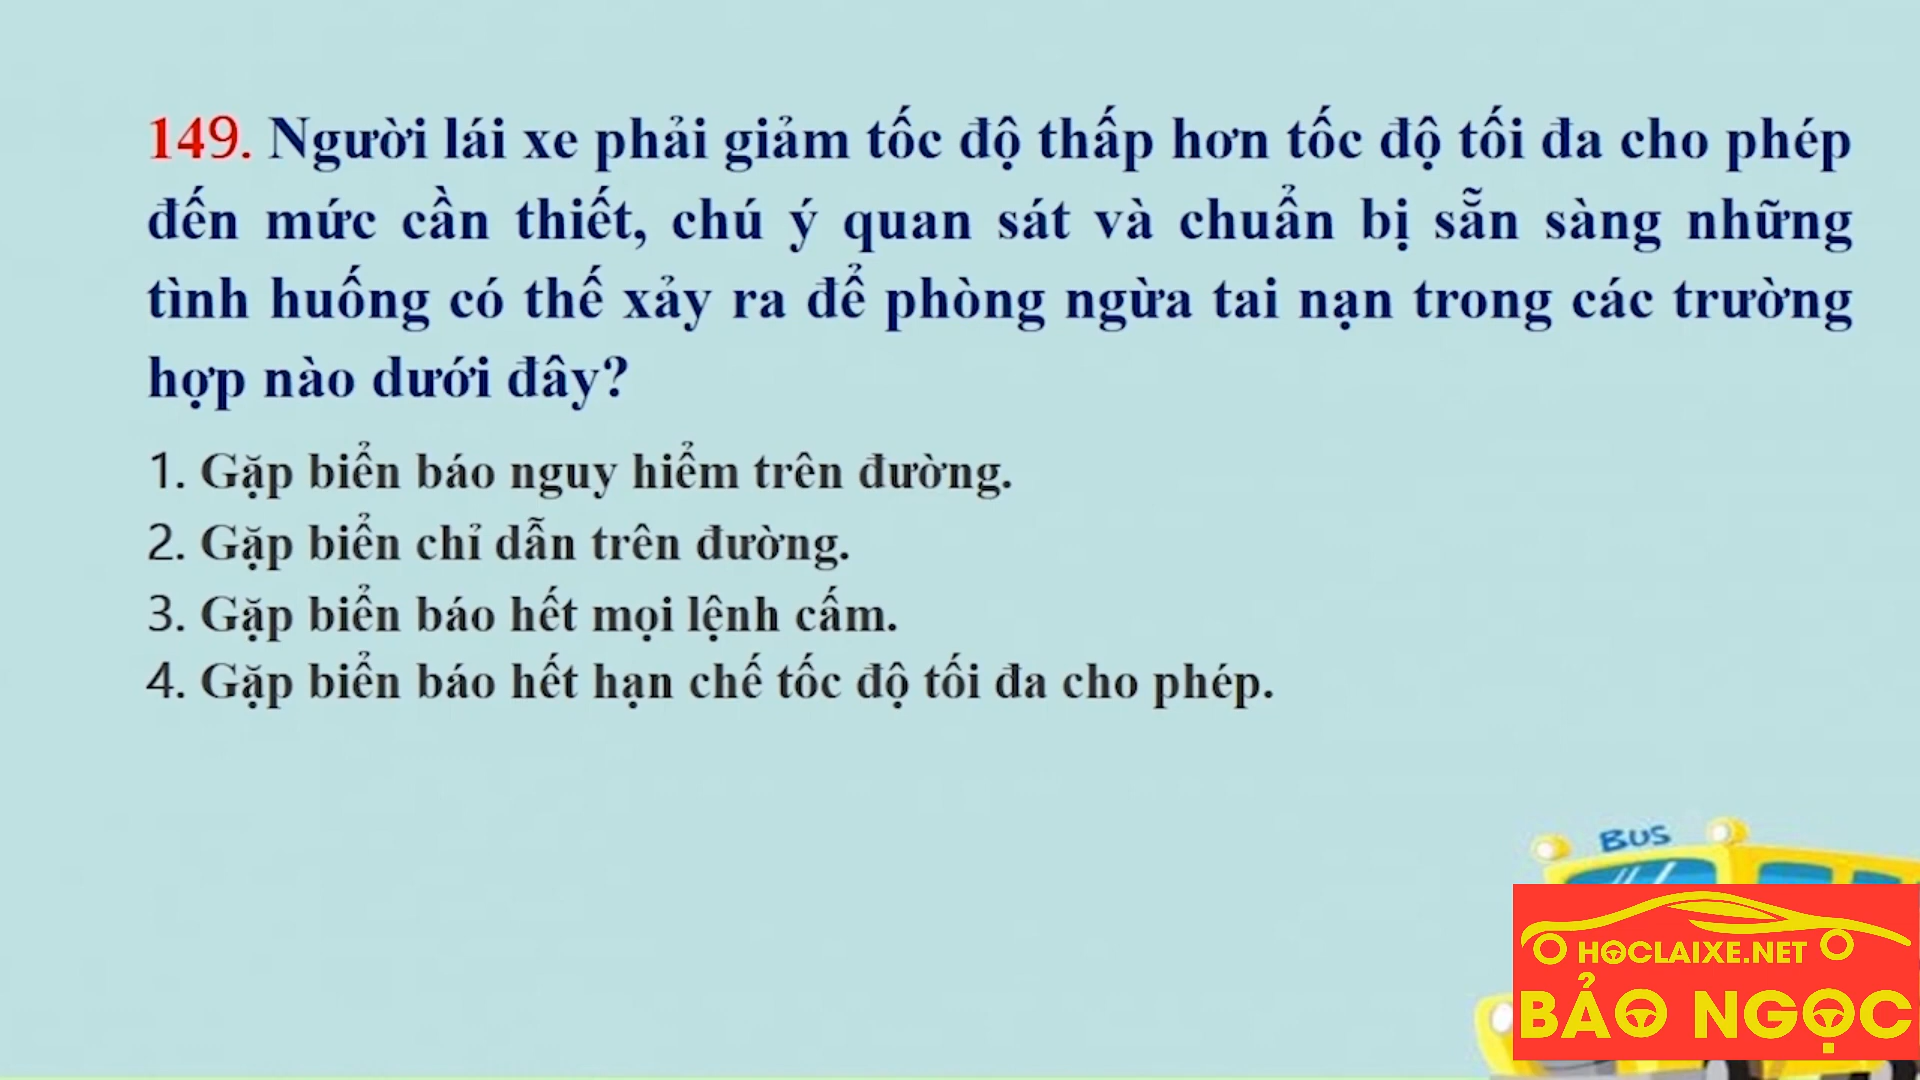 149. Người lái xe phải giảm tốc độ thấp hơn tốc độ tối đa cho phép
đến mức cần thiết, chú ý quan sát và chuẩn bị sẵn sàng những
tình huống có thế xảy ra để phòng ngừa tai nạn trong các trường
hợp nào dưới đây?
1. Gặp biển báo nguy hiểm trên đường.
2. Gặp biển chỉ dẫn trên đường.
3. Gặp biển báo hết mọi lệnh cấm.
4. Gặp biển báo hết hạn chế tốc độ tối đa cho phép.
BUS
HỌCLAIXE.NET
BẢO NGỌC